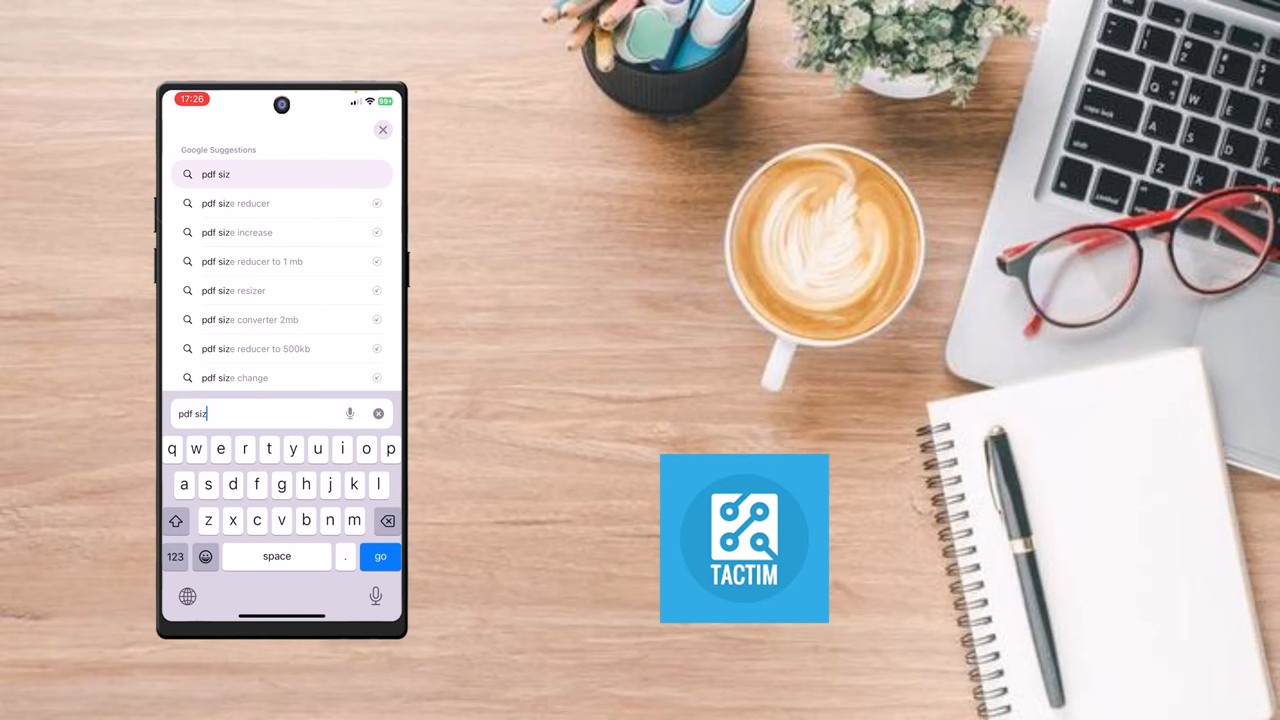 17:26
99+
Google Suggestions
pdf siz
pdf size reducer
pdf size increase
pdf size reducer to 1 mb
pdf size resizer
pdf size converter 2mb
pdf size reducer to 500kb
pdf size change
pdf siz
q w e r t y u i o p
a s d f g h j k l
z x c v b n m
123 space . go
TACTIM